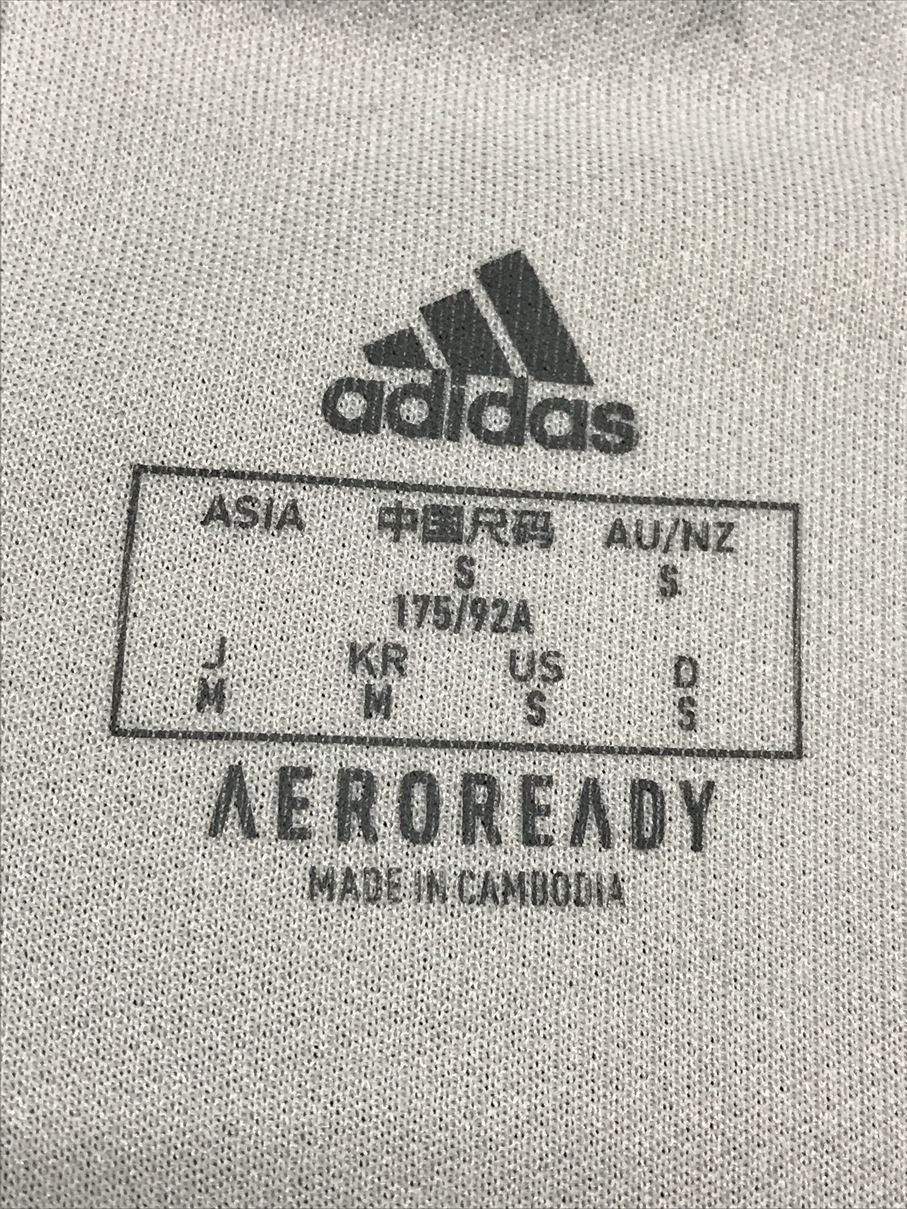 adidas
ASIA 中国尺码 AU/NZ
S S
175/92A
J KR US D
M M S S
AEROREADY
MADE IN CAMBODIA